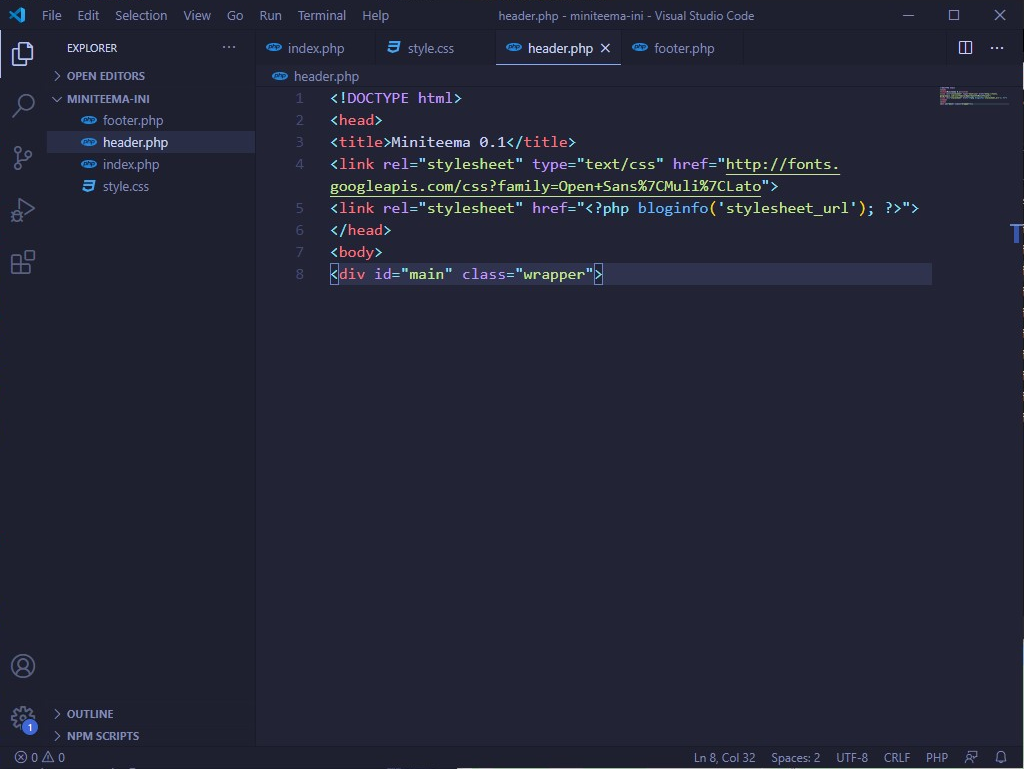 File Edit Selection View Go Run Terminal Help header.php - miniteema-ini - Visual Studio Code
EXPLORER
index.php style.css header.php footer.php
OPEN EDITORS
header.php
MINITEEMA-INI
footer.php
header.php
index.php
style.css
1 <!DOCTYPE html>
2 <head>
3 <title>Miniteema 0.1</title>
4 <link rel="stylesheet" type="text/css" href="http://fonts.
googleapis.com/css?family=Open+Sans%7CMuli%7CLato">
5 <link rel="stylesheet" href="<?php bloginfo('stylesheet_url'); ?>">
6 </head>
7 <body>
8 <div id="main" class="wrapper">
OUTLINE
1
NPM SCRIPTS
0 0 Ln 8, Col 32 Spaces: 2 UTF-8 CRLF PHP